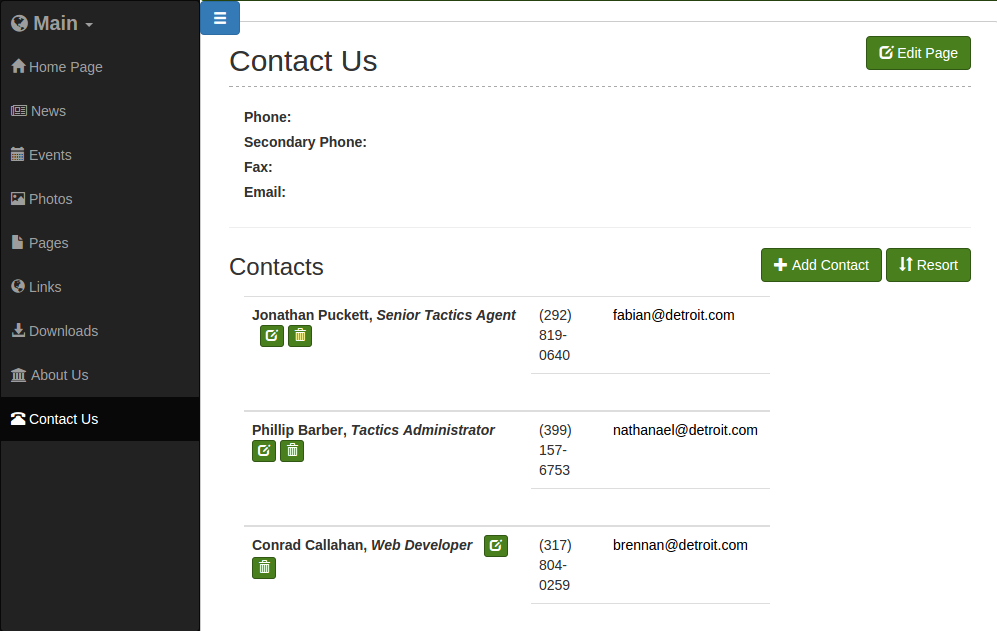 Main
Home Page
News
Events
Photos
Pages
Links
Downloads
About Us
Contact Us
Contact Us
Edit Page
Phone:
Secondary Phone:
Fax:
Email:
Contacts
Add Contact
Resort
Jonathan Puckett, Senior Tactics Agent
(292)
819-
0640
fabian@detroit.com
Phillip Barber, Tactics Administrator
(399)
157-
6753
nathanael@detroit.com
Conrad Callahan, Web Developer
(317)
804-
0259
brennan@detroit.com